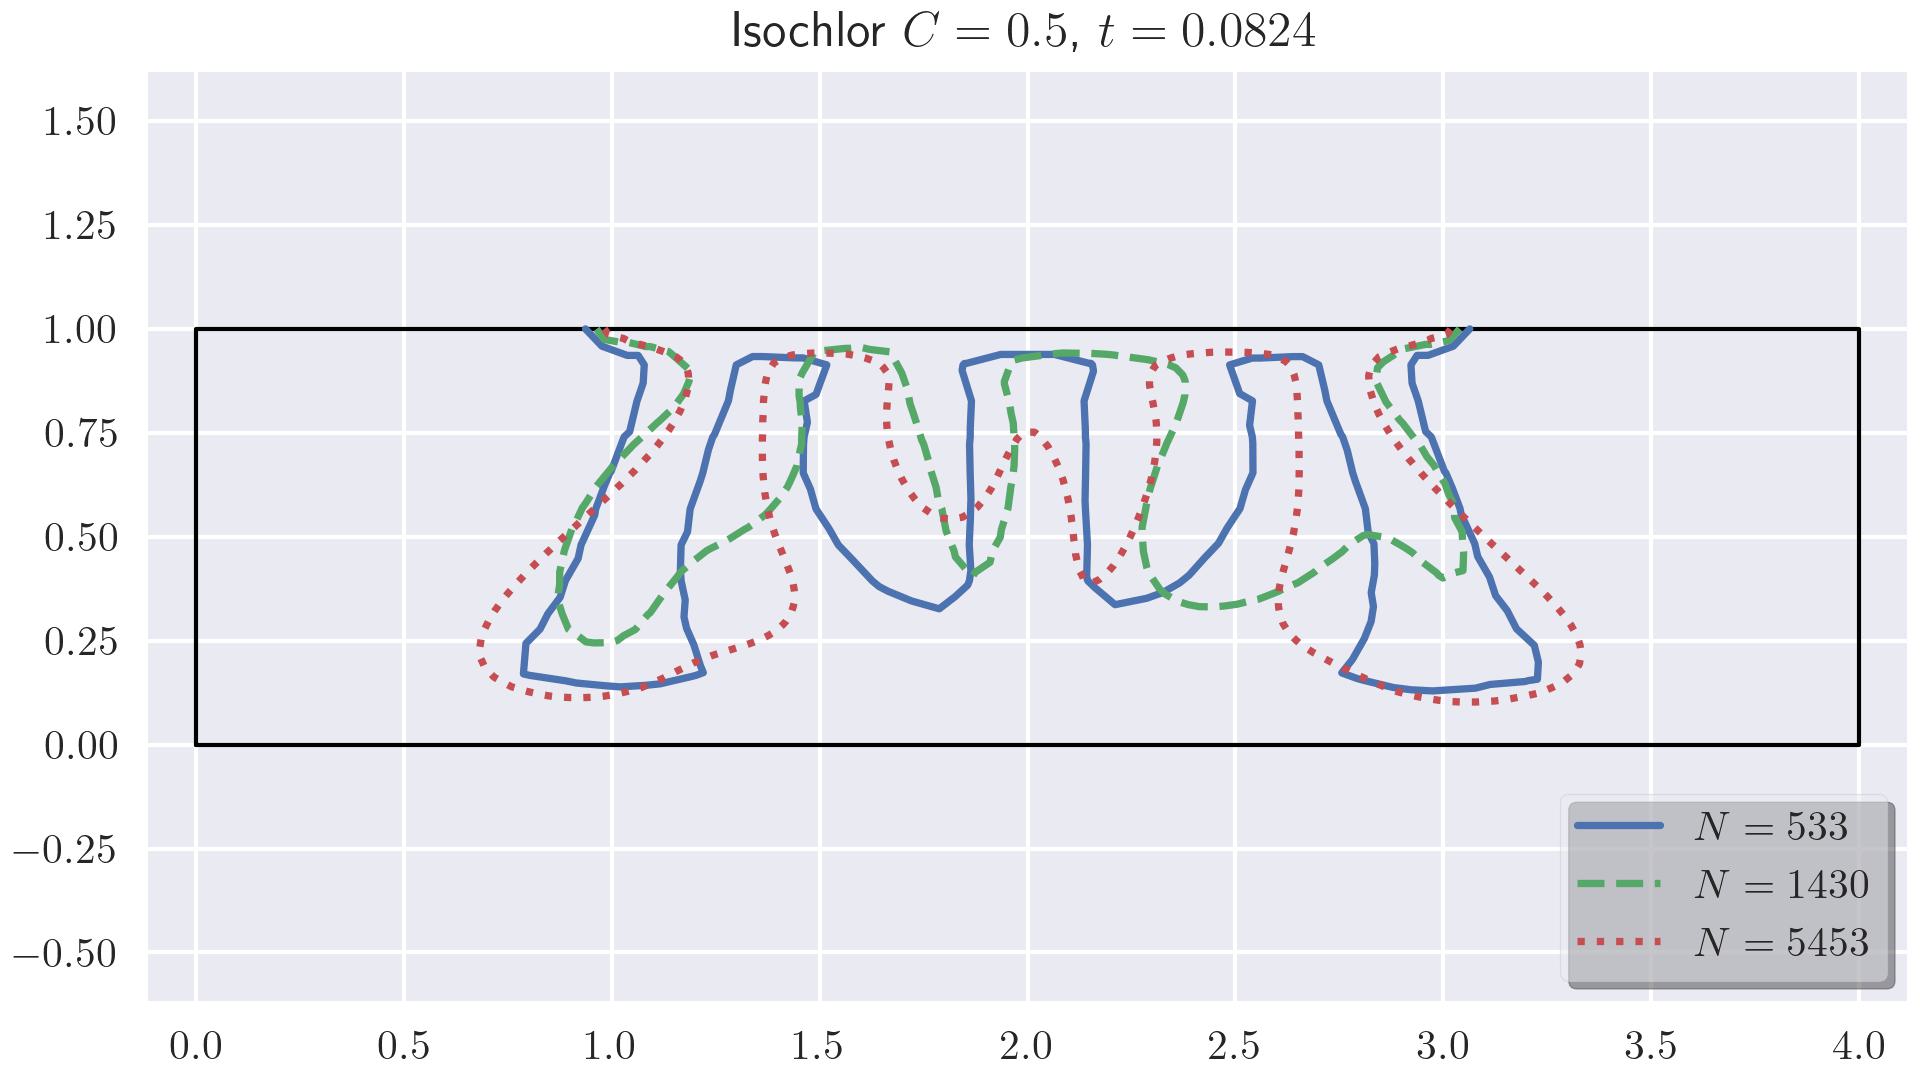 Isochlor C = 0.5, t = 0.0824
1.50
1.25
1.00
0.75
0.50
0.25
0.00
−0.25
−0.50
0.0 0.5 1.0 1.5 2.0 2.5 3.0 3.5 4.0
N = 533
N = 1430
N = 5453